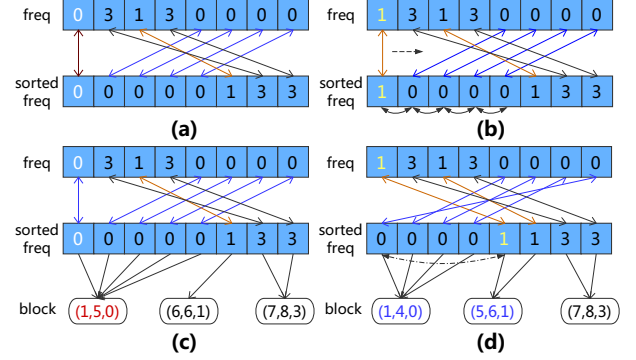 freq 0 3 1 3 0 0 0 0
sorted freq 0 0 0 0 0 1 3 3
(a)
freq 1 3 1 3 0 0 0 0
sorted freq 1 0 0 0 0 1 3 3
(b)
freq 0 3 1 3 0 0 0 0
sorted freq 0 0 0 0 0 1 3 3
block (1,5,0) (6,6,1) (7,8,3)
(c)
freq 1 3 1 3 0 0 0 0
sorted freq 0 0 0 0 1 1 3 3
block (1,4,0) (5,6,1) (7,8,3)
(d)